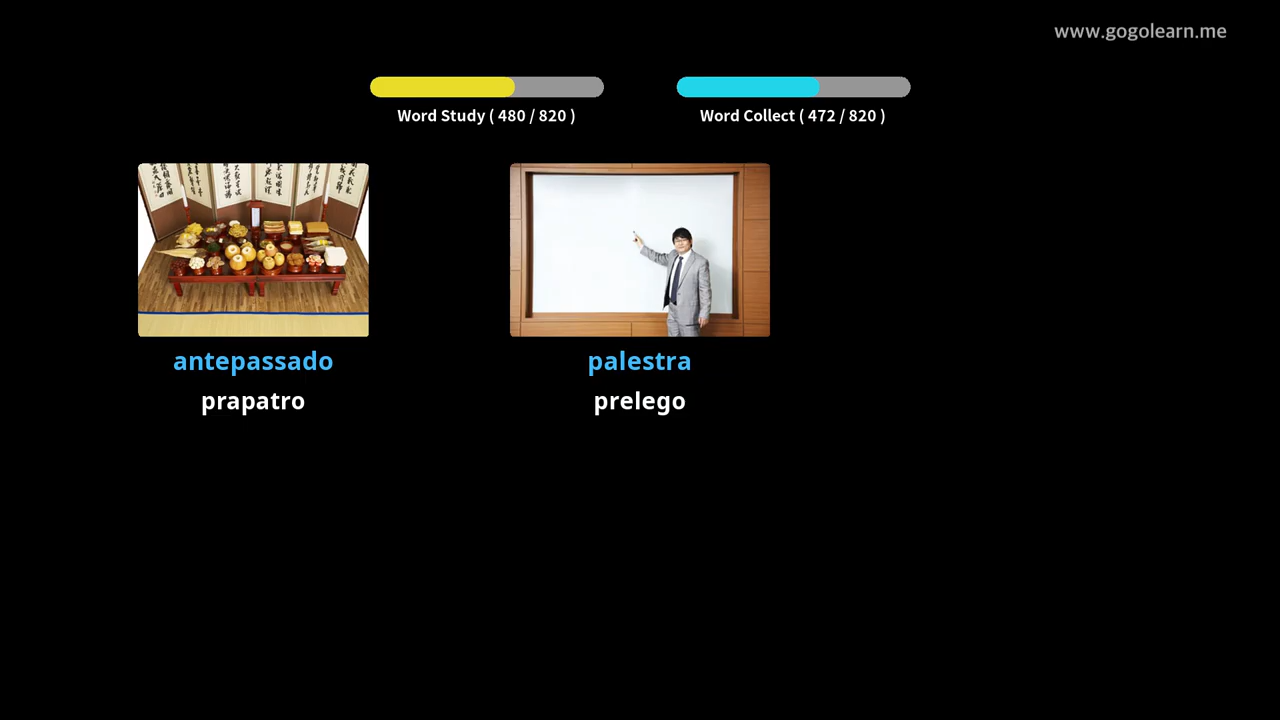 www.gogolearn.me
Word Study ( 480 / 820 )
Word Collect ( 472 / 820 )
antepassado
prapatro
palestra
prelego